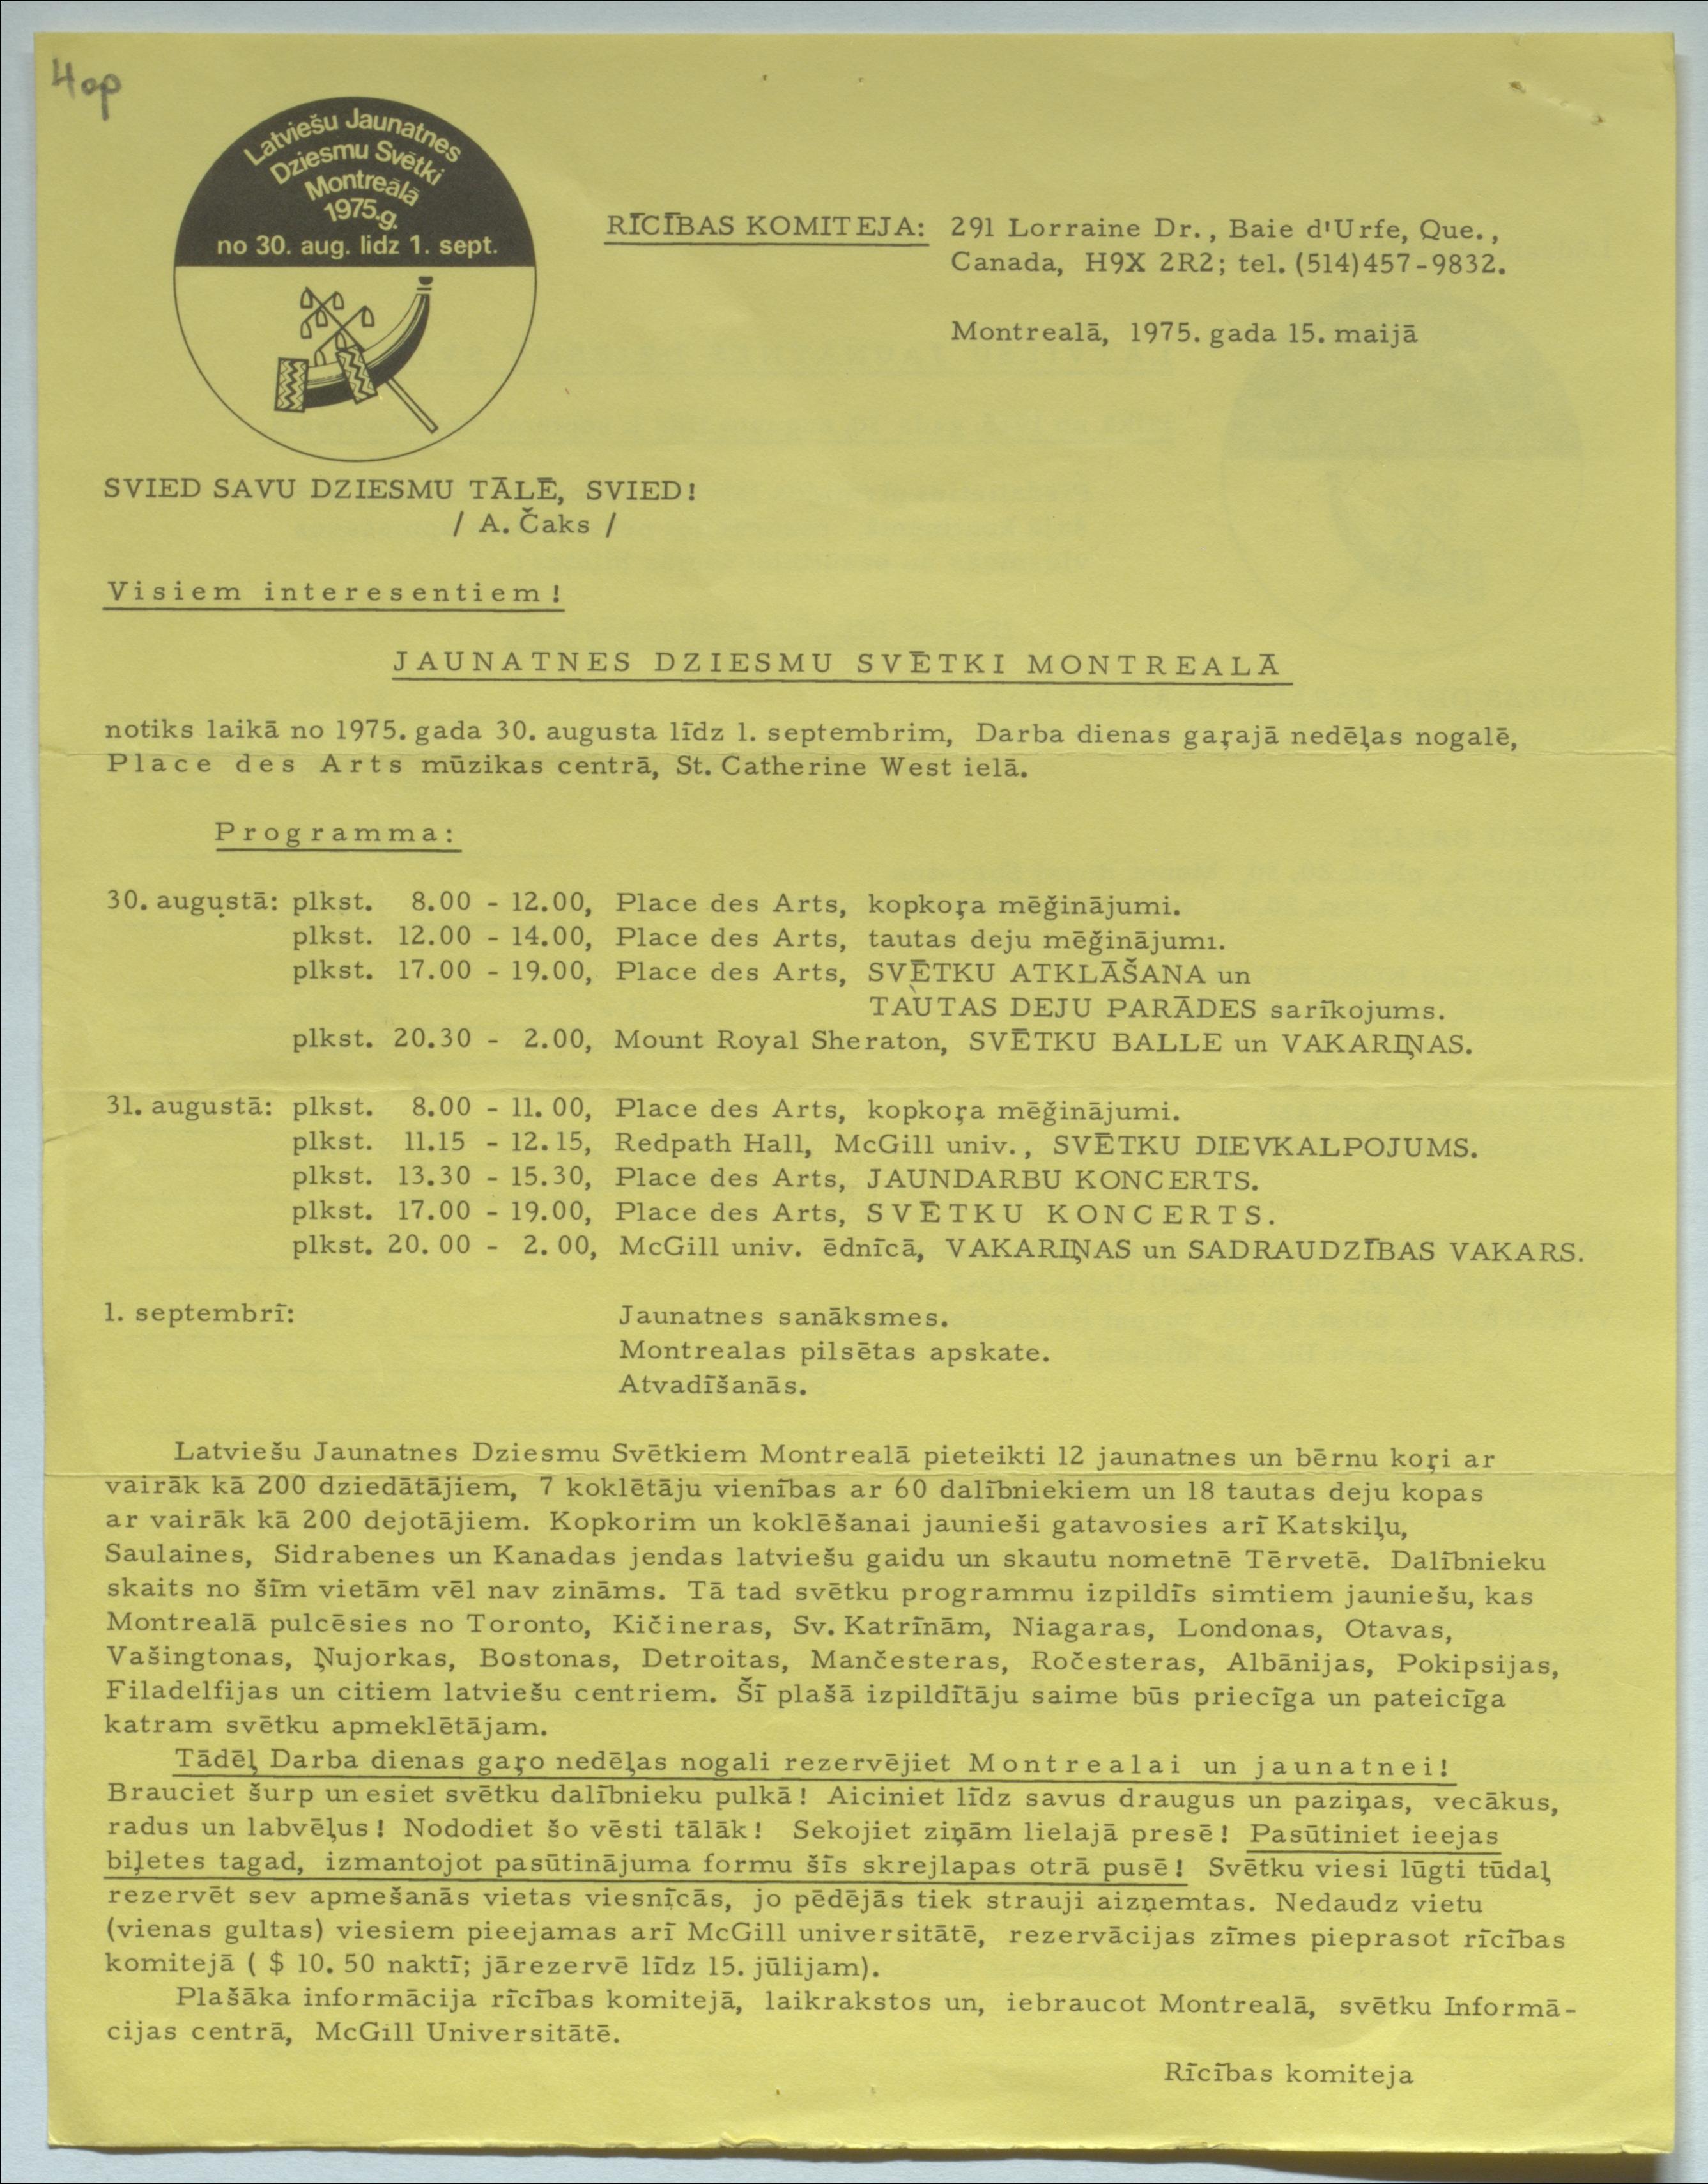 4op
Latviešu Jaunatnes
Dziesmu Svētki
Montreālā
1975.g.
no 30. aug. lidz 1. sept.
RĪCĪBAS KOMITEJA: 291 Lorraine Dr., Baie d'Urfe, Que.,
Canada, H9X 2R2; tel. (514)457-9832.
Montrealā, 1975. gada 15. maijā
SVIED SAVU DZIESMU TĀLĒ, SVIED!
/ A. Čaks /
Visiem interesentiem!
JAUNATNES DZIESMU SVĒTKI MONTREALĀ
notiks laikā no 1975. gada 30. augusta līdz 1. septembrim, Darba dienas gaŗajā nedēļas nogalē,
Place des Arts mūzikas centrā, St. Catherine West ielā.
Programma:
30. augustā: plkst. 8.00 - 12.00, Place des Arts, kopkoŗa mēğinājumi.
plkst. 12.00 - 14.00, Place des Arts, tautas deju mēğinājumi.
plkst. 17.00 - 19.00, Place des Arts, SVĒTKU ATKLĀŠANA un
TAUTAS DEJU PARĀDES sarīkojums.
plkst. 20.30 - 2.00, Mount Royal Sheraton, SVĒTKU BALLE un VAKARIŅAS.
31. augustā: plkst. 8.00 - 11.00, Place des Arts, kopkoŗa mēğinājumi.
plkst. 11.15 - 12.15, Redpath Hall, McGill univ., SVĒTKU DIEVKALPOJUMS.
plkst. 13.30 - 15.30, Place des Arts, JAUNDARBU KONCERTS.
plkst. 17.00 - 19.00, Place des Arts, SVĒTKU KONCERTS.
plkst. 20.00 - 2.00, McGill univ. ēdnīcā, VAKARIŅAS un SADRAUDZĪBAS VAKARS.
1. septembrī: Jaunatnes sanāksmes.
Montrealas pilsētas apskate.
Atvadīšanās.
Latviešu Jaunatnes Dziesmu Svētkiem Montrealā pieteikti 12 jaunatnes un bērnu koŗi ar
vairāk kā 200 dziedātājiem, 7 koklētāju vienības ar 60 dalībniekiem un 18 tautas deju kopas
ar vairāk kā 200 dejotājiem. Kopkorim un koklēšanai jaunieši gatavosies arī Katskiļu,
Saulaines, Sidrabenes un Kanadas jendas latviešu gaidu un skautu nometnē Tērvetē. Dalībnieku
skaits no šīm vietām vēl nav zināms. Tā tad svētku programmu izpildīs simtiem jauniešu, kas
Montrealā pulcēsies no Toronto, Kičineras, Sv. Katrīnām, Niagaras, Londonas, Otavas,
Vašingtonas, Ņujorkas, Bostonas, Detroitas, Mančesteras, Ročesteras, Albānijas, Pokipsijas,
Filadelfijas un citiem latviešu centriem. Šī plašā izpildītāju saime būs priecīga un pateicīga
katram svētku apmeklētājam.
Tādēļ Darba dienas gaŗo nedēļas nogali rezervējiet Montrealai un jaunatnei!
Brauciet šurp un esiet svētku dalībnieku pulkā! Aiciniet līdz savus draugus un paziņas, vecākus,
radus un labvēļus! Nododiet šo vēsti tālāk! Sekojiet ziņām lielajā presē! Pasūtiniet ieejas
biļetes tagad, izmantojot pasūtinājuma formu šīs skrejlapas otrā pusē! Svētku viesi lūgti tūdaļ
rezervēt sev apmešanās vietas viesnīcās, jo pēdējās tiek strauji aizņemtas. Nedaudz vietu
(vienas gultas) viesiem pieejamas arī McGill universitātē, rezervācijas zīmes pieprasot rīcības
komitejā ( $ 10.50 naktī; jārezervē līdz 15. jūlijam).
Plašāka informācija rīcības komitejā, laikrakstos un, iebraucot Montrealā, svētku Informā-
cijas centrā, McGill Universitātē.
Rīcības komiteja